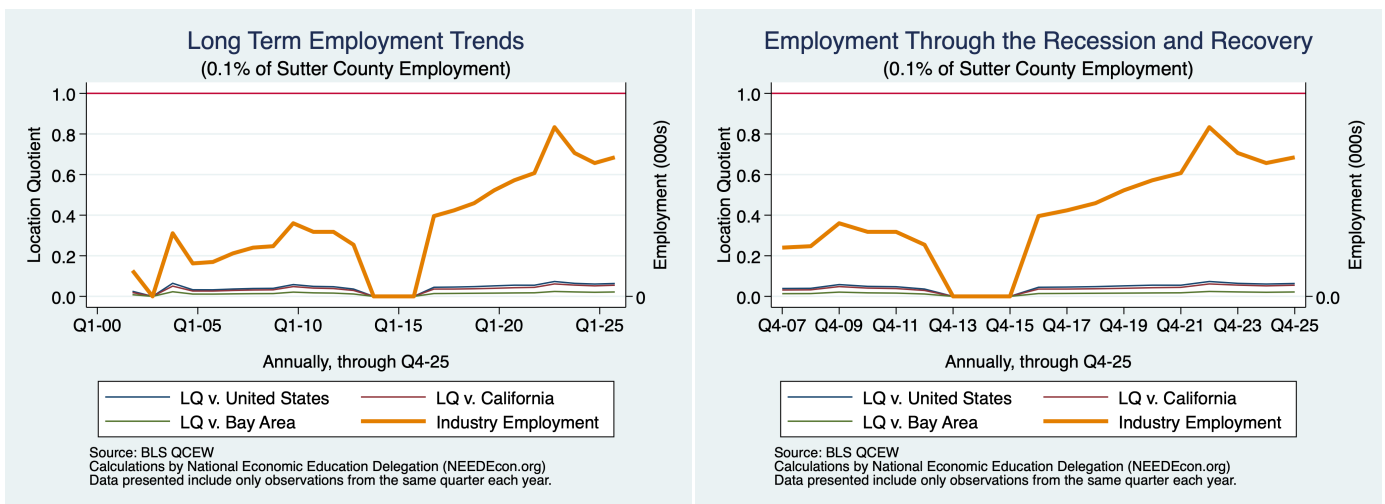 Long Term Employment Trends
(0.1% of Sutter County Employment)
Location Quotient
1.0
0.8
0.6
0.4
0.2
0.0
Employment (000s)
0
Q1-00 Q1-05 Q1-10 Q1-15 Q1-20 Q1-25
Annually, through Q4-25
LQ v. United States LQ v. California
LQ v. Bay Area Industry Employment
Source: BLS QCEW
Calculations by National Economic Education Delegation (NEEDEcon.org)
Data presented include only observations from the same quarter each year.
Employment Through the Recession and Recovery
(0.1% of Sutter County Employment)
Location Quotient
1.0
0.8
0.6
0.4
0.2
0.0
Employment (000s)
0.0
Q4-07 Q4-09 Q4-11 Q4-13 Q4-15 Q4-17 Q4-19 Q4-21 Q4-23 Q4-25
Annually, through Q4-25
LQ v. United States LQ v. California
LQ v. Bay Area Industry Employment
Source: BLS QCEW
Calculations by National Economic Education Delegation (NEEDEcon.org)
Data presented include only observations from the same quarter each year.